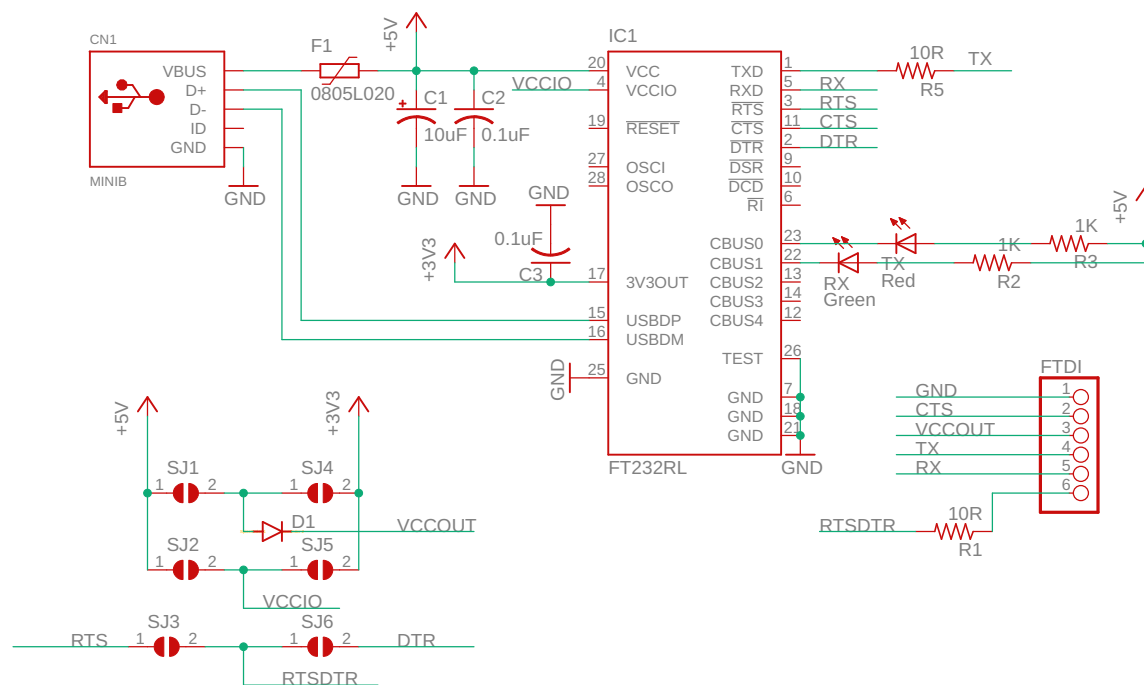 CN1
VBUS
D+
D-
ID
GND
MINIB
GND
F1
0805L020
+5V
C1
10uF
GND
C2
0.1uF
GND
VCCIO
+3V3
GND
0.1uF
C3
GND
IC1
20 VCC
4 VCCIO
19 RESET
27 OSCI
28 OSCO
17 3V3OUT
15 USBDP
16 USBDM
25 GND
TXD 1
RXD 5
RTS 3
CTS 11
DTR 2
DSR 9
DCD 10
RI 6
CBUS0 23
CBUS1 22
CBUS2 13
CBUS3 14
CBUS4 12
TEST 26
GND 7
GND 18
GND 21
FT232RL
GND
10R
R5
TX
RX
RTS
CTS
DTR
+5V
1K
R3
1K
R2
TX
Red
RX
Green
FTDI
GND 1
CTS 2
VCCOUT 3
TX 4
RX 5
6
RTSDTR
10R
R1
+5V
+3V3
SJ1
1 2
SJ4
1 2
D1
VCCOUT
SJ2
1 2
SJ5
1 2
VCCIO
RTS
SJ3
1 2
SJ6
1 2
DTR
RTSDTR